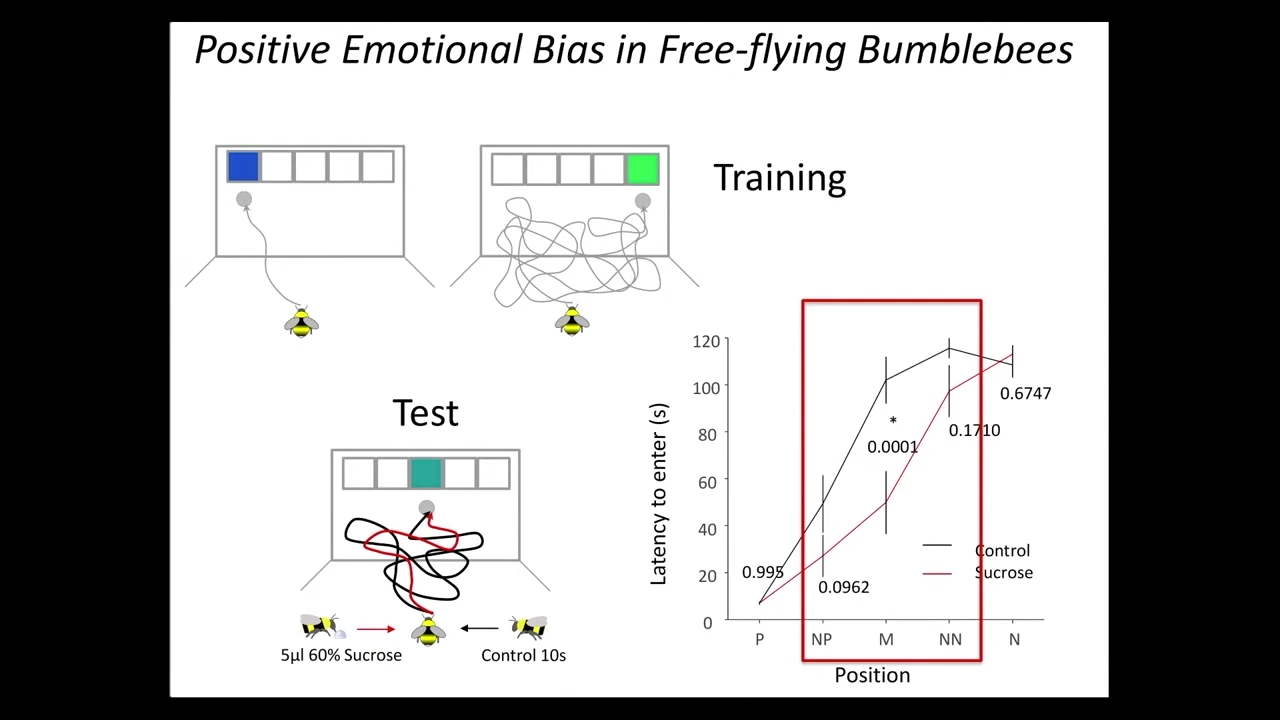 Positive Emotional Bias in Free-flying Bumblebees
Training
Test
5µl 60% Sucrose
Control 10s
Latency to enter (s)
120
100
80
60
40
20
0
0.995
0.0962
*
0.0001
0.1710
0.6747
Control
Sucrose
P NP M NN N
Position